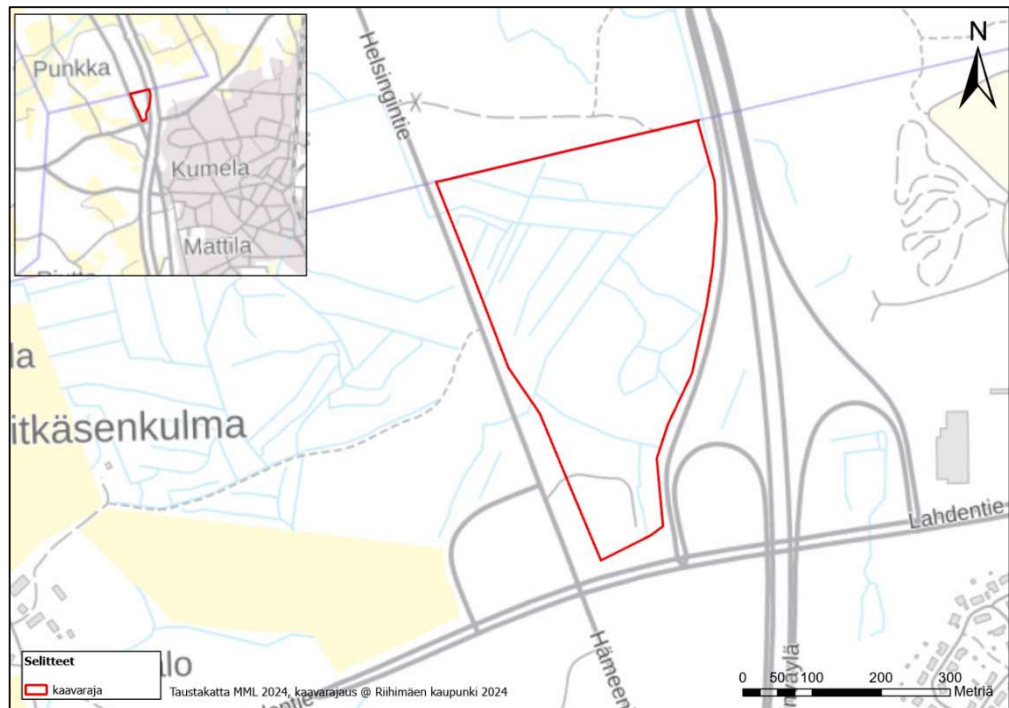 Punkka
Kumela
Mattila
Helsingintie
N
itkäsenkulma
Lahdentie
Hämeen
Selitteet
kaavaraja
alo
Taustakatta MML 2024, kaavarajaus @ Riihimäen kaupunki 2024
0 50 100 200 300
Metriä